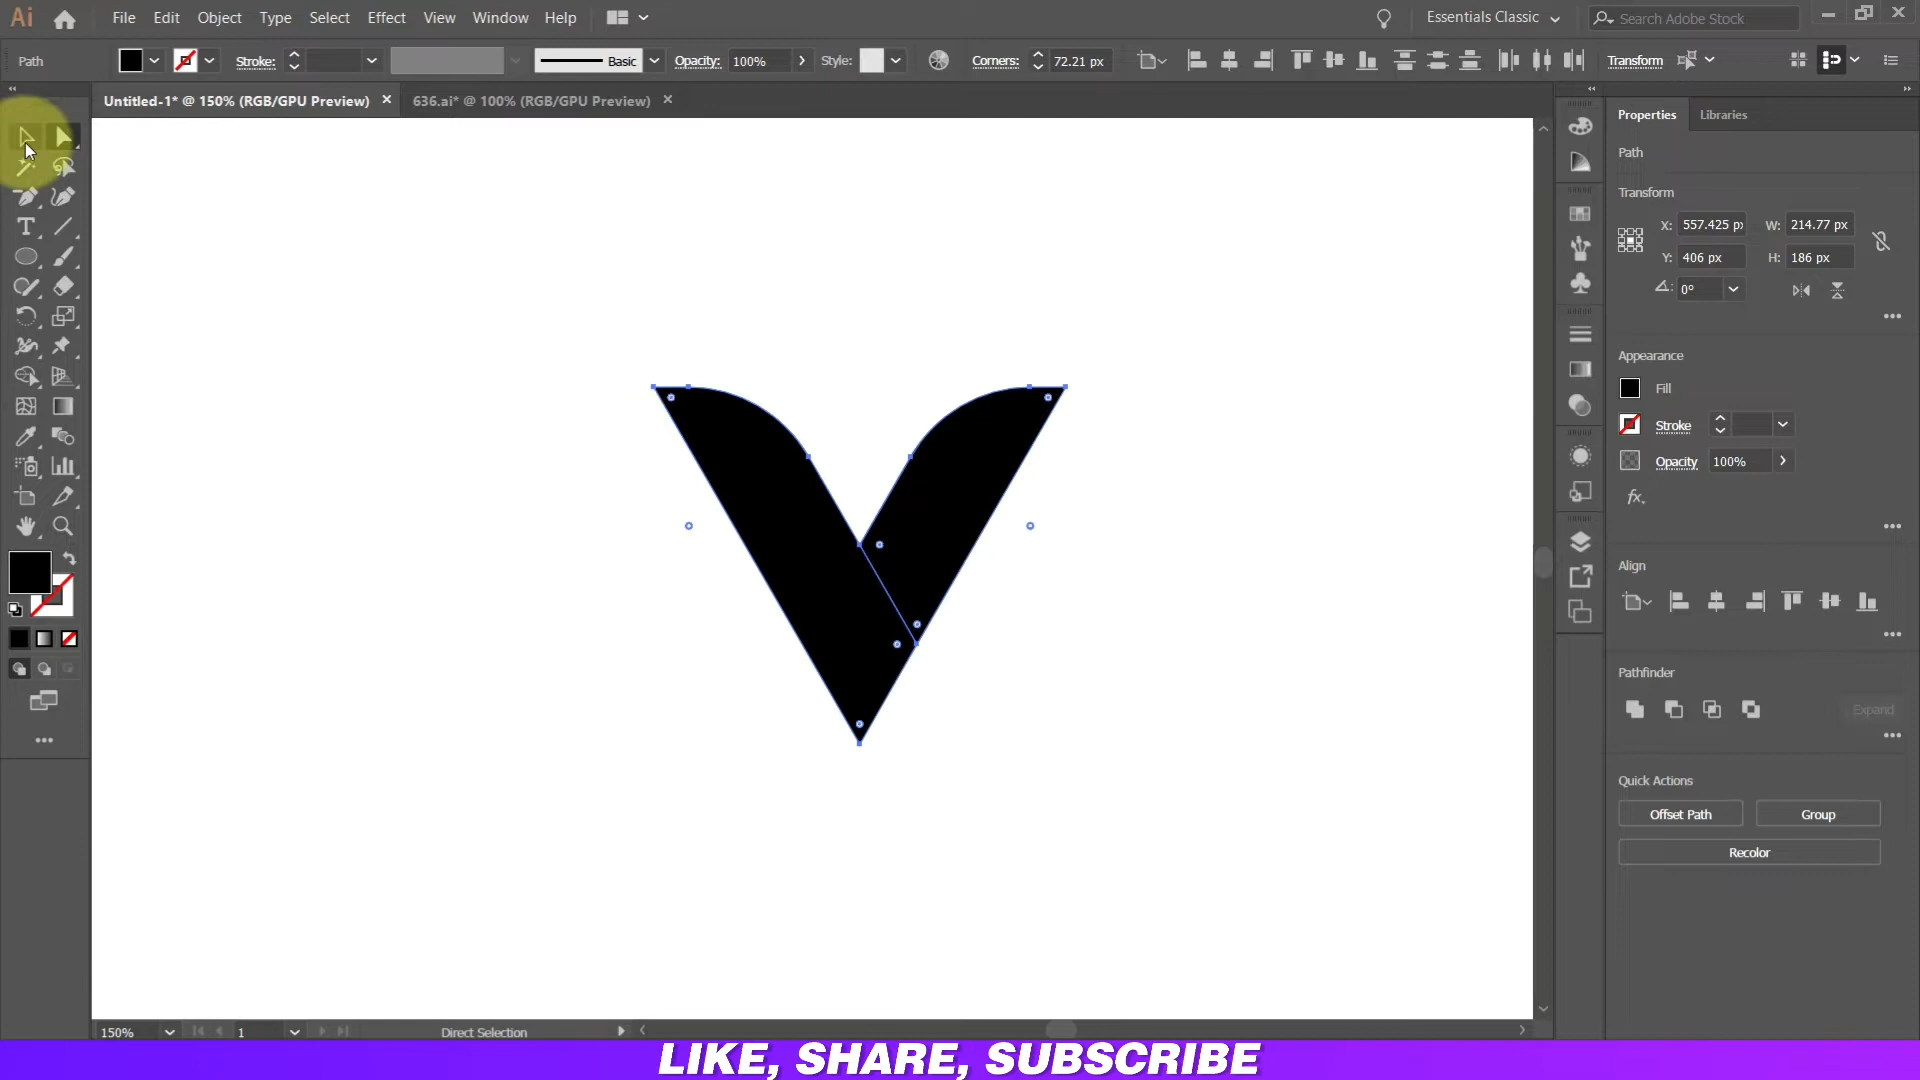 Ai File Edit Object Type Select Effect View Window Help Essentials Classic Search Adobe Stock
Path Stroke: Basic Opacity: 100% Style: Corners: 72.21 px Transform
Untitled-1* @ 150% (RGB/GPU Preview) 636.ai* @ 100% (RGB/GPU Preview)
Properties Libraries
Path
Transform
X: 557.425 px W: 214.77 px
Y: 406 px H: 186 px
0°
Appearance
Fill
Stroke
Opacity 100%
fx.
Align
Pathfinder
Expand
Quick Actions
Offset Path Group
Recolor
150% 1 Direct Selection
LIKE, SHARE, SUBSCRIBE